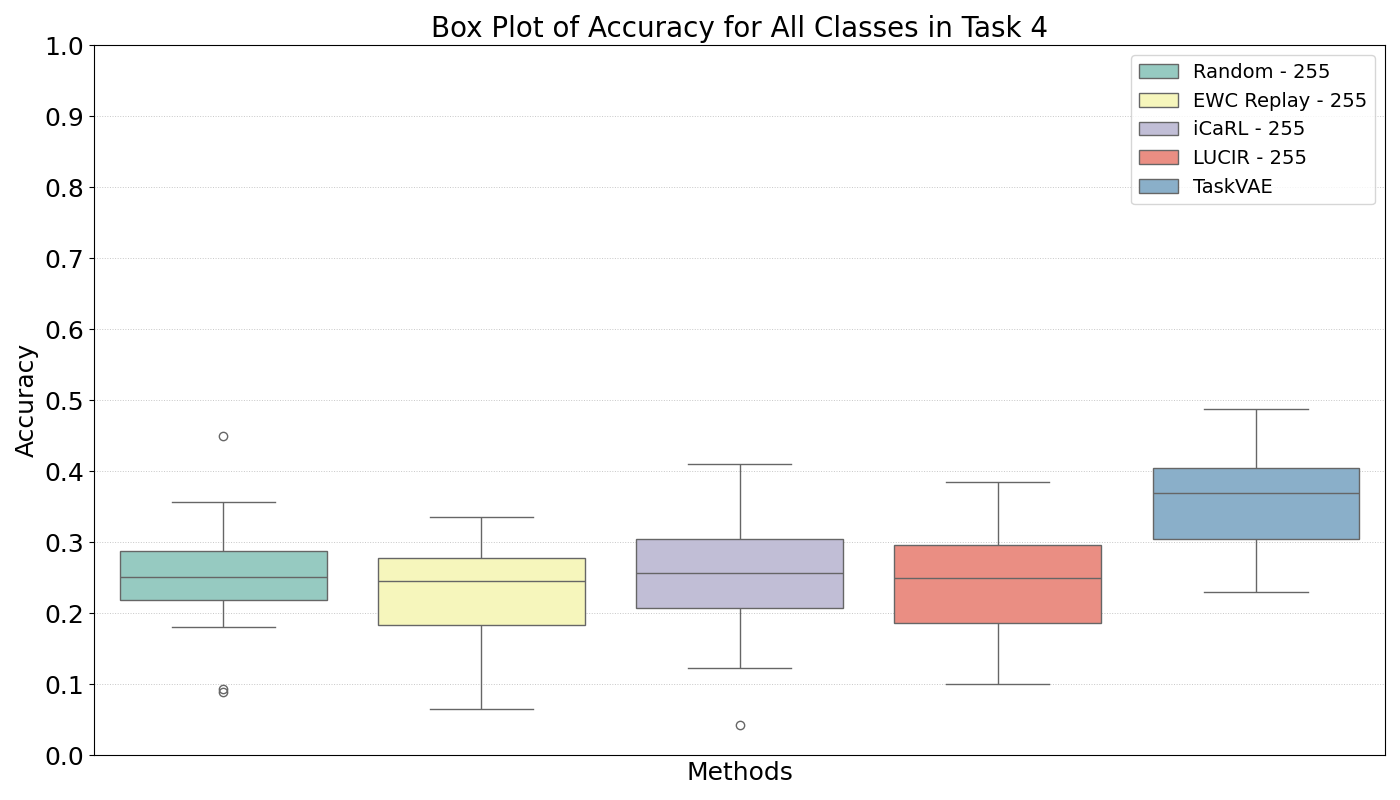 Box Plot of Accuracy for All Classes in Task 4
1.0
0.9
0.8
0.7
0.6
0.5
0.4
0.3
0.2
0.1
0.0
Accuracy
Methods
Random - 255
EWC Replay - 255
iCaRL - 255
LUCIR - 255
TaskVAE